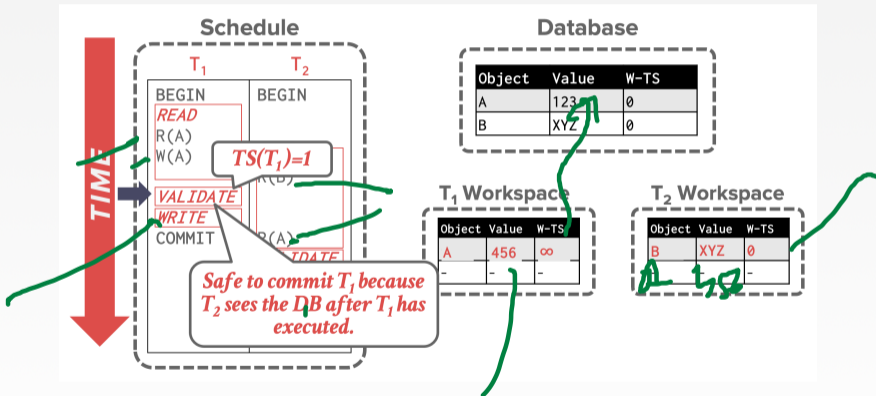 Schedule
Database
T1
T2
TIME
BEGIN
BEGIN
READ
R(A)
W(A)
TS(T1)=1
R(B)
VALIDATE
WRITE
COMMIT
R(A)
Safe to commit T1 because
T2 sees the DB after T1 has
executed.
Object Value W-TS
A 123 0
B XYZ 0
T1 Workspace
Object Value W-TS
A 456 ∞
- - -
T2 Workspace
Object Value W-TS
B XYZ 0
-